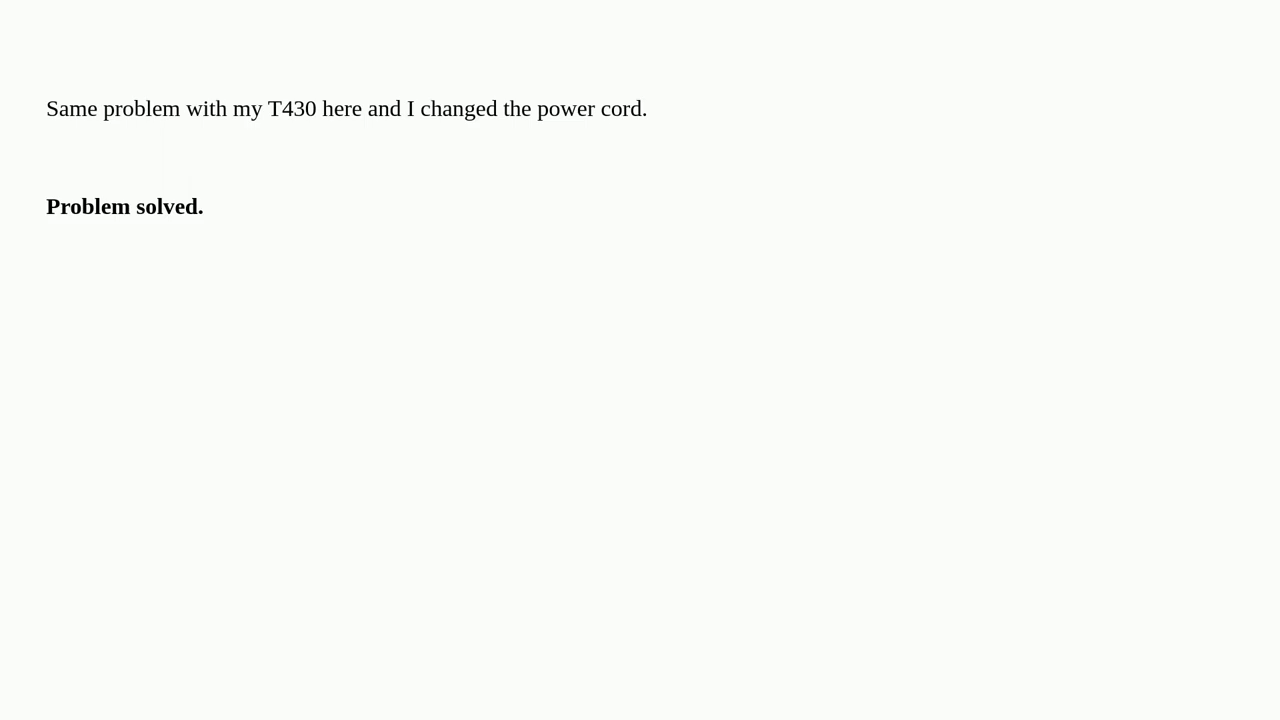 Same problem with my T430 here and I changed the power cord.
Problem solved.